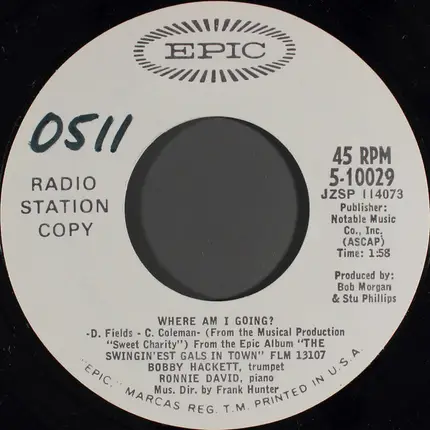 EPIC
0511
RADIO
STATION
COPY
45 RPM
5-10029
JZSP 114073
Publisher:
Notable Music
Co., Inc.
(ASCAP)
Time: 1:58
Produced by:
Bob Morgan
& Stu Phillips
WHERE AM I GOING?
-D. Fields - C. Coleman- (From the Musical Production
"Sweet Charity") From the Epic Album "THE
SWINGIN'EST GALS IN TOWN" FLM 13107
BOBBY HACKETT, trumpet
RONNIE DAVID, piano
Mus. Dir. by Frank Hunter
"EPIC," MARCAS REG. T.M. PRINTED IN U.S.A.